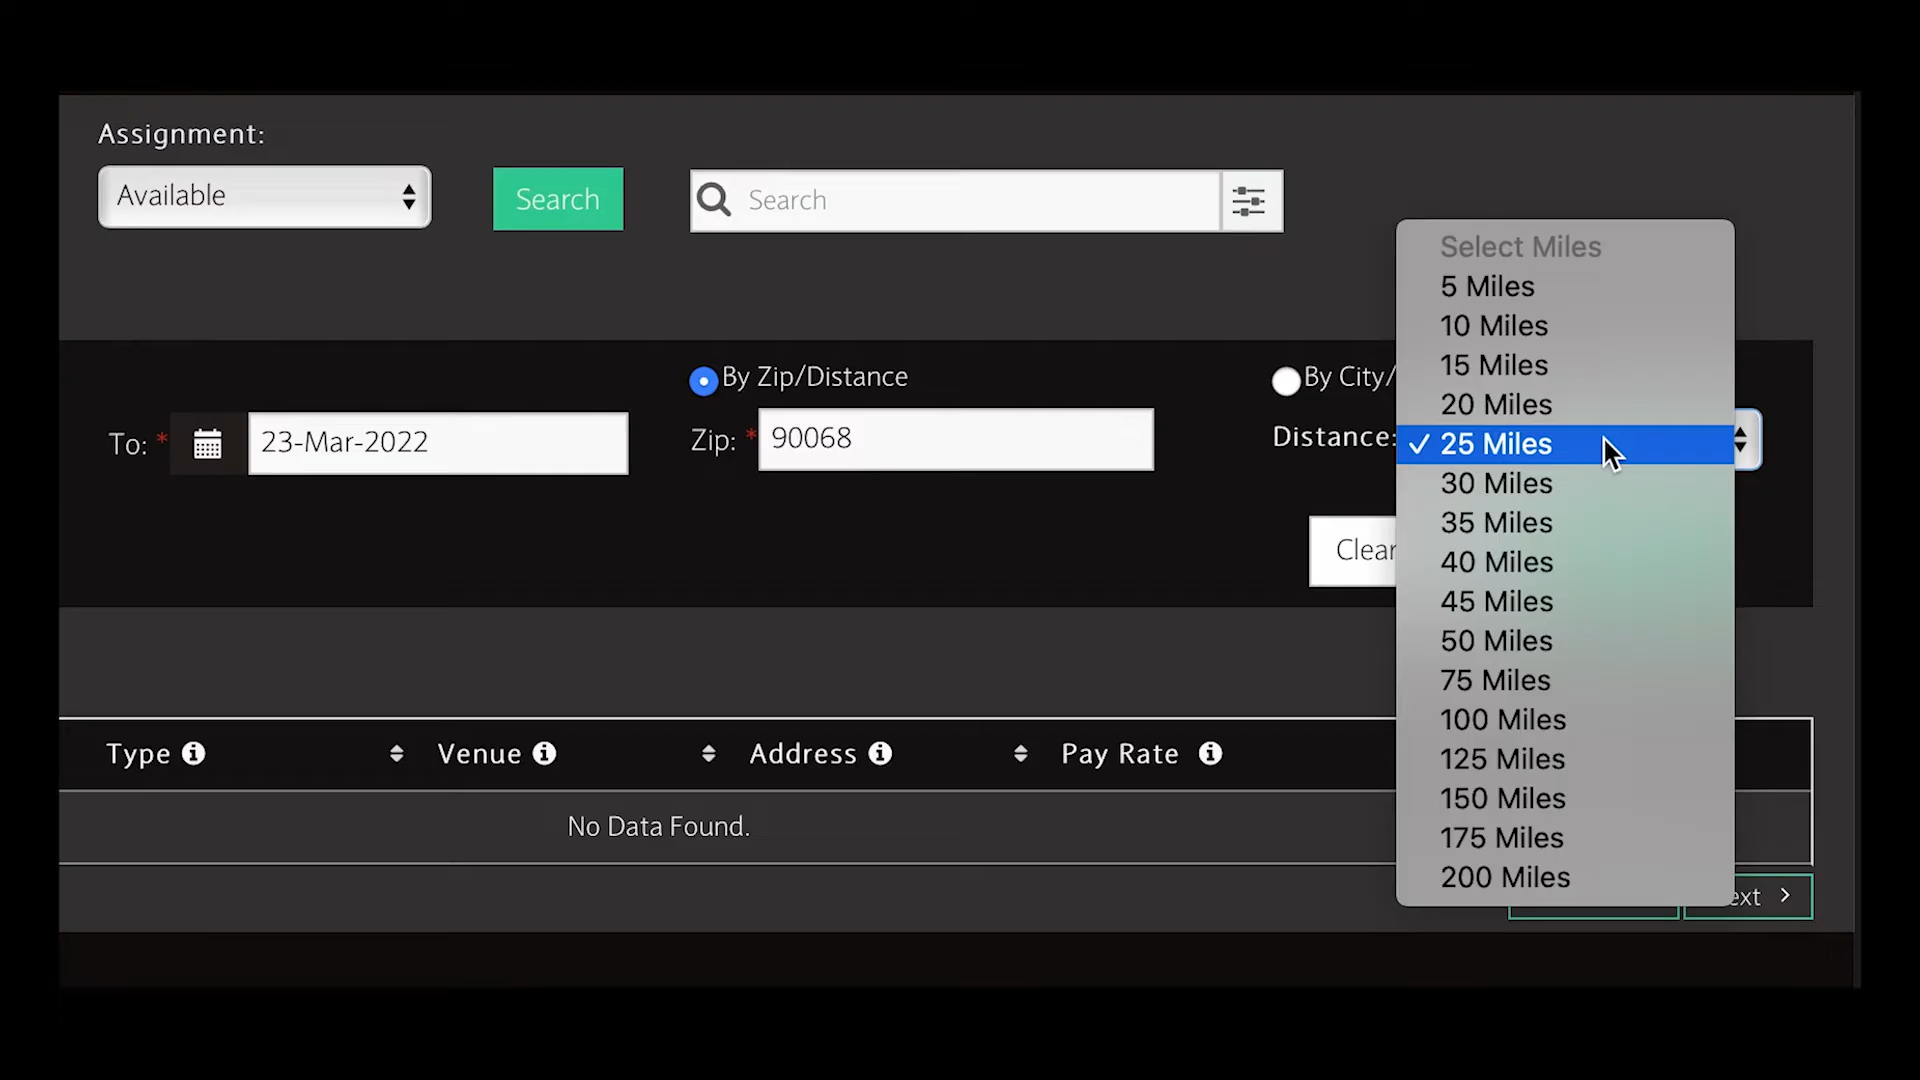 Assignment:
Available
Search
Search
By Zip/Distance
By City/
To: *
23-Mar-2022
Zip: *
90068
Distance:
Clear
Select Miles
5 Miles
10 Miles
15 Miles
20 Miles
✓ 25 Miles
30 Miles
35 Miles
40 Miles
45 Miles
50 Miles
75 Miles
100 Miles
125 Miles
150 Miles
175 Miles
200 Miles
Type
Venue
Address
Pay Rate
No Data Found.
ext >